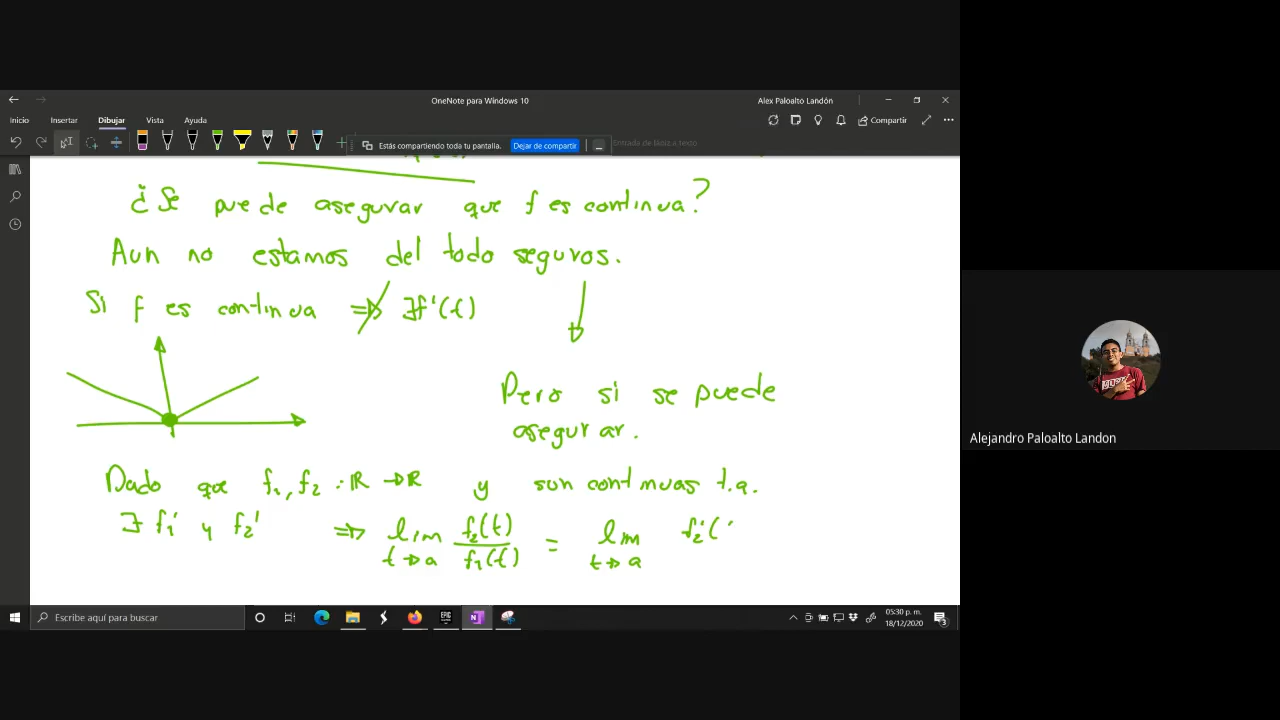 OneNote para Windows 10
Alex Paloalto Landón
Inicio Insertar Dibujar Vista Ayuda
Compartir
Estás compartiendo toda tu pantalla. Dejar de compartir
¿Se puede asegurar que f es continua?
Aun no estamos del todo seguros.
Si f es continua ⇏ ∃f'(t)
Pero si se puede
asegurar.
Dado que f₁, f₂ : ℝ → ℝ y son continuas t.q.
∃ f₁' y f₂' ⇒ lim t→a f₂(t)/f₁(t) = lim t→a f₂'(
Alejandro Paloalto Landon
Escribe aquí para buscar
EPIC
N
05:30 p. m.
18/12/2020
3